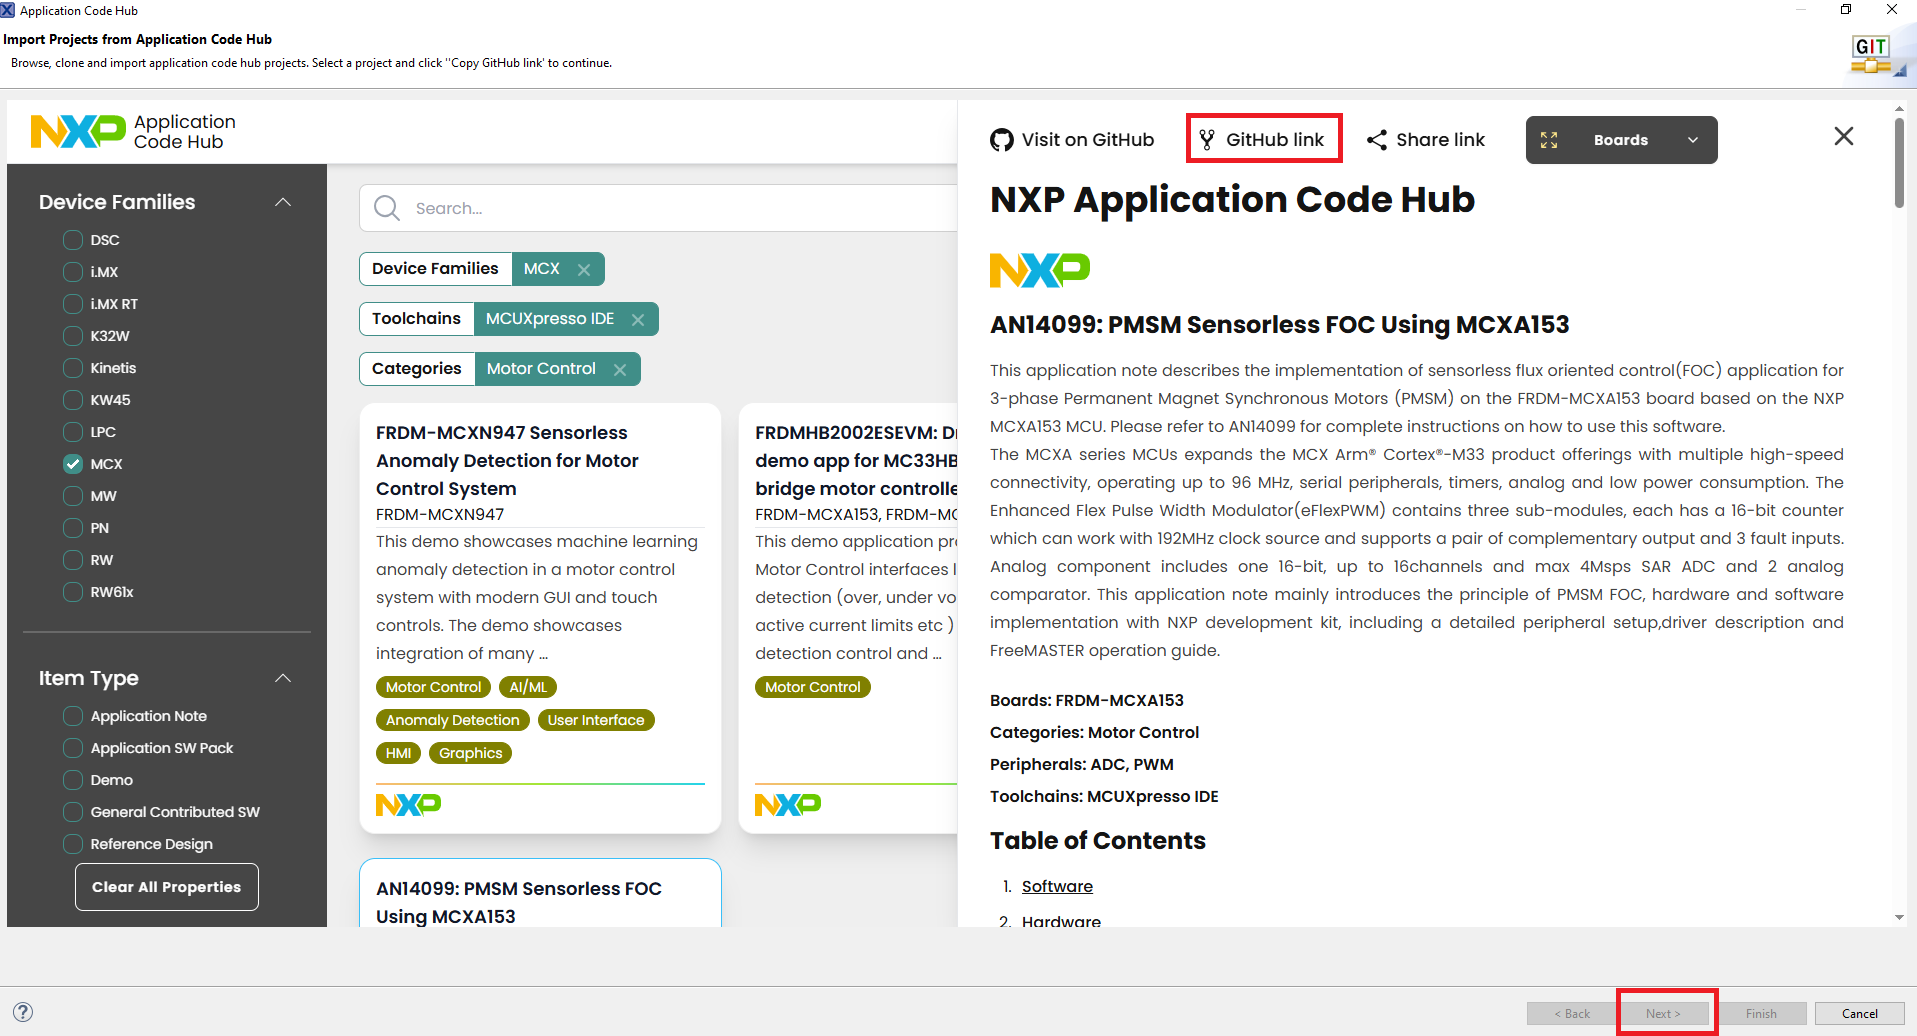 Application Code Hub
Import Projects from Application Code Hub
Browse, clone and import application code hub projects. Select a project and click ''Copy GitHub link' to continue.
GIT
NXP Application
Code Hub
Device Families
DSC
i.MX
i.MX RT
K32W
Kinetis
KW45
LPC
MCX
MW
PN
RW
RW61x
Item Type
Application Note
Application SW Pack
Demo
General Contributed SW
Reference Design
Clear All Properties
Search...
Device Families MCX
Toolchains MCUXpresso IDE
Categories Motor Control
FRDM-MCXN947 Sensorless
Anomaly Detection for Motor
Control System
FRDM-MCXN947
This demo showcases machine learning
anomaly detection in a motor control
system with modern GUI and touch
controls. The demo showcases
integration of many ...
Motor Control AI/ML
Anomaly Detection User Interface
HMI Graphics
NXP
FRDMHB2002ESEVM: Dr
demo app for MC33HB
bridge motor controlle
FRDM-MCXA153, FRDM-MC
This demo application pr
Motor Control interfaces
detection (over, under vo
active current limits etc )
detection control and ...
Motor Control
NXP
AN14099: PMSM Sensorless FOC
Using MCXA153
Visit on GitHub GitHub link Share link Boards
NXP Application Code Hub
NXP
AN14099: PMSM Sensorless FOC Using MCXA153
This application note describes the implementation of sensorless flux oriented control(FOC) application for
3-phase Permanent Magnet Synchronous Motors (PMSM) on the FRDM-MCXA153 board based on the NXP
MCXA153 MCU. Please refer to AN14099 for complete instructions on how to use this software.
The MCXA series MCUs expands the MCX Arm® Cortex®-M33 product offerings with multiple high-speed
connectivity, operating up to 96 MHz, serial peripherals, timers, analog and low power consumption. The
Enhanced Flex Pulse Width Modulator(eFlexPWM) contains three sub-modules, each has a 16-bit counter
which can work with 192MHz clock source and supports a pair of complementary output and 3 fault inputs.
Analog component includes one 16-bit, up to 16channels and max 4Msps SAR ADC and 2 analog
comparator. This application note mainly introduces the principle of PMSM FOC, hardware and software
implementation with NXP development kit, including a detailed peripheral setup,driver description and
FreeMASTER operation guide.
Boards: FRDM-MCXA153
Categories: Motor Control
Peripherals: ADC, PWM
Toolchains: MCUXpresso IDE
Table of Contents
1. Software
2. Hardware
< Back Next > Finish Cancel